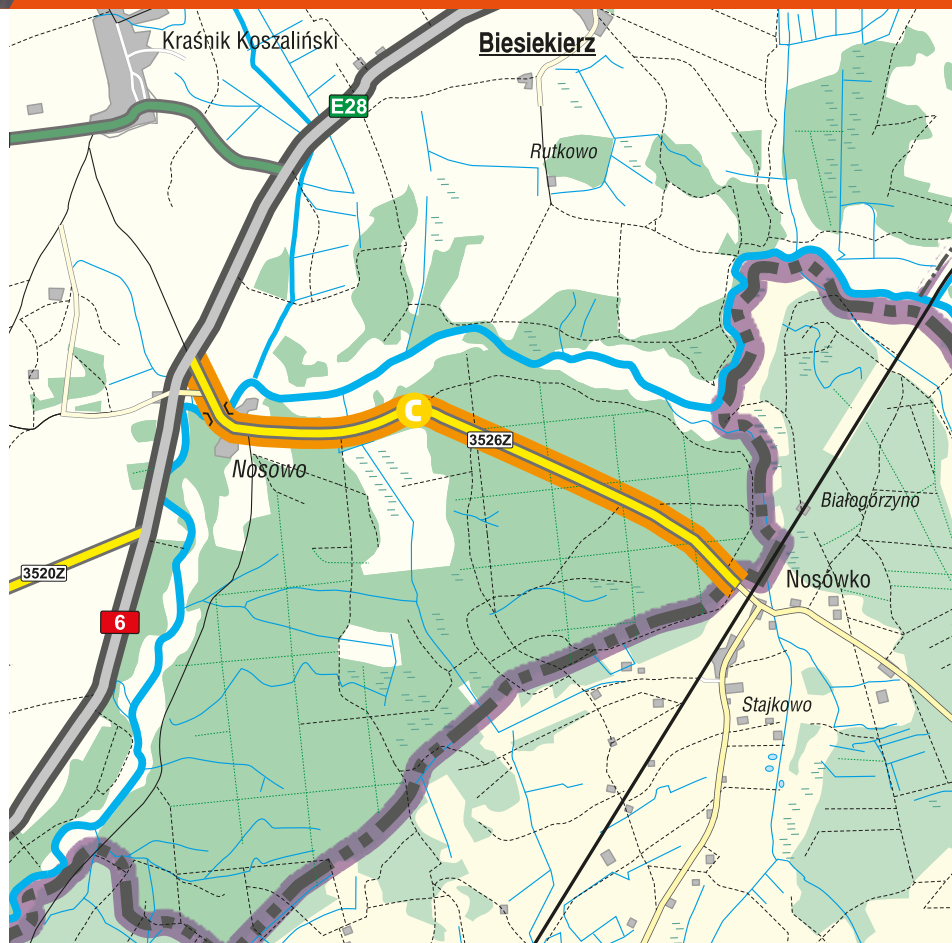 Kraśnik Koszaliński
Biesiekierz
E28
Rutkowo
C
3526Z
Nosowo
Białogórzyno
3520Z
Nosówko
6
Stajkowo